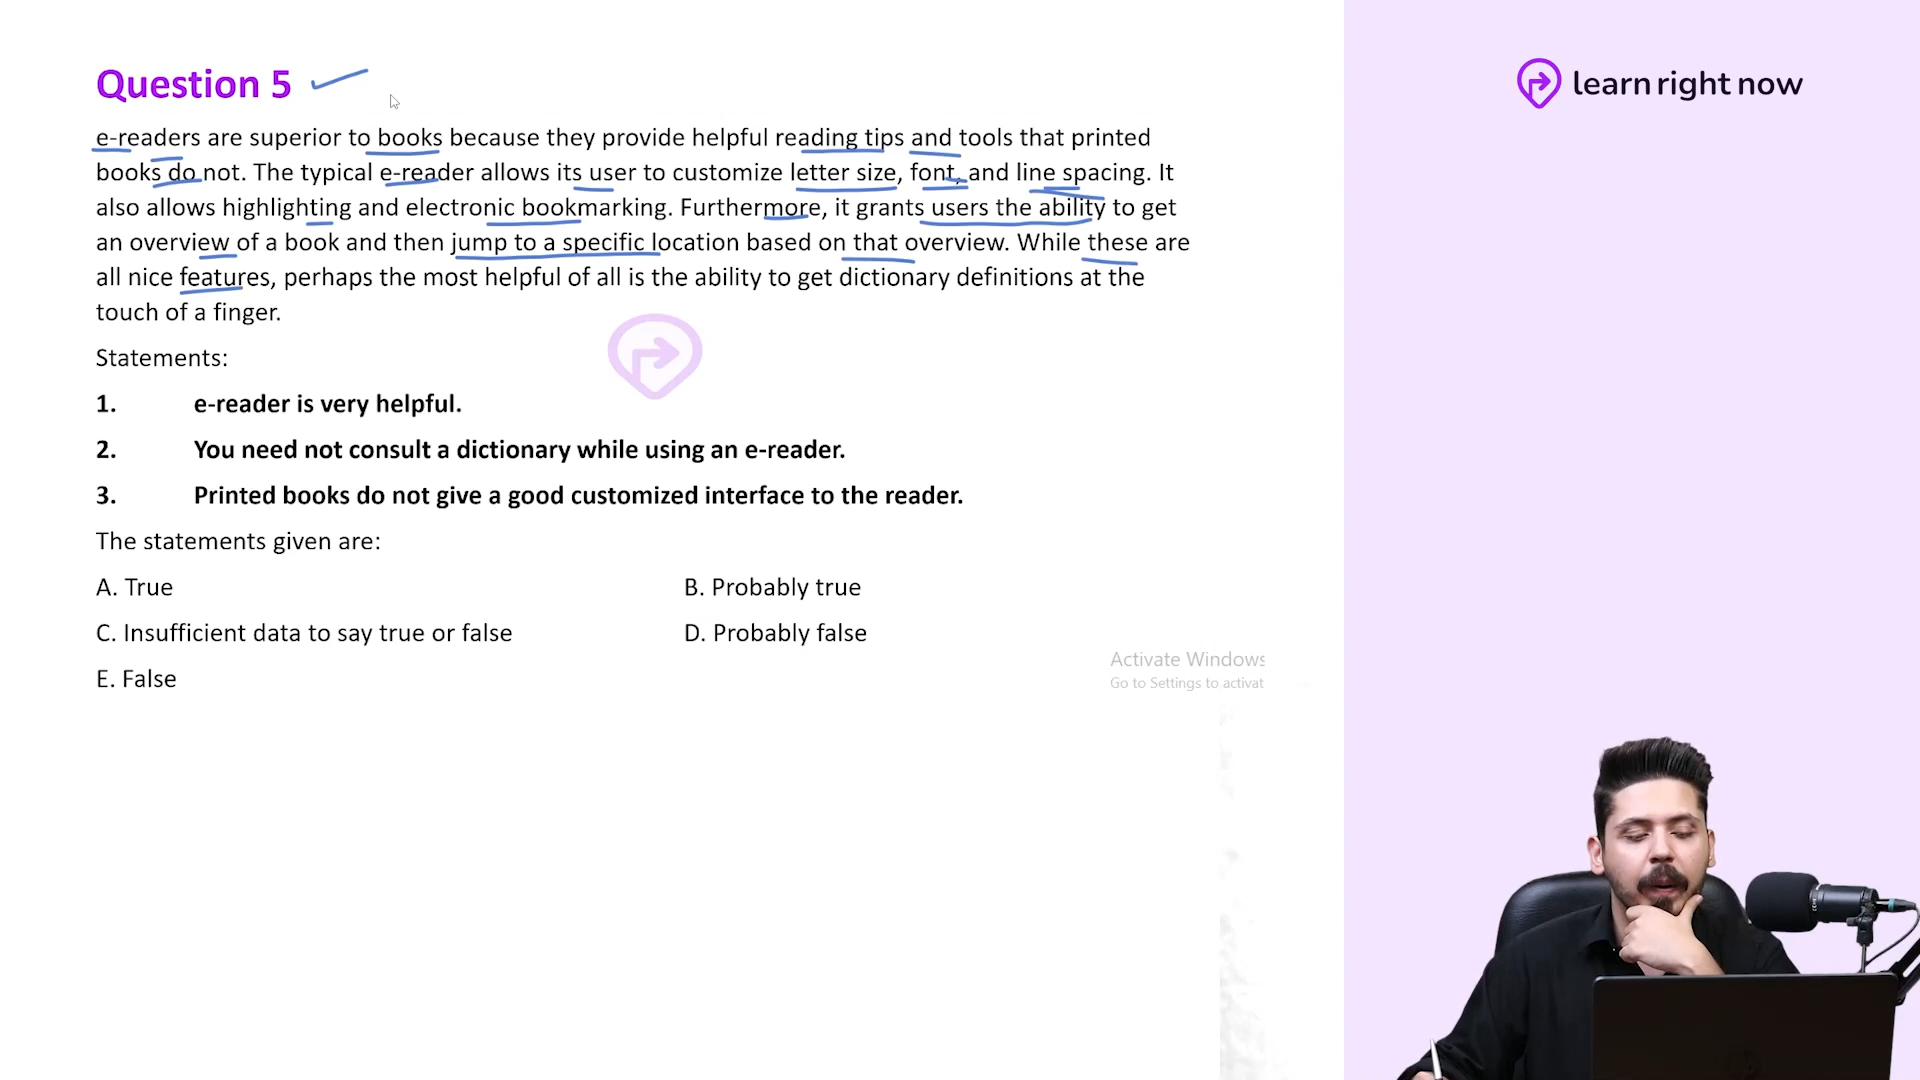 Question 5
learn right now
e-readers are superior to books because they provide helpful reading tips and tools that printed
books do not. The typical e-reader allows its user to customize letter size, font, and line spacing. It
also allows highlighting and electronic bookmarking. Furthermore, it grants users the ability to get
an overview of a book and then jump to a specific location based on that overview. While these are
all nice features, perhaps the most helpful of all is the ability to get dictionary definitions at the
touch of a finger.
Statements:
1. e-reader is very helpful.
2. You need not consult a dictionary while using an e-reader.
3. Printed books do not give a good customized interface to the reader.
The statements given are:
A. True B. Probably true
C. Insufficient data to say true or false D. Probably false
E. False
Activate Windows
Go to Settings to activat